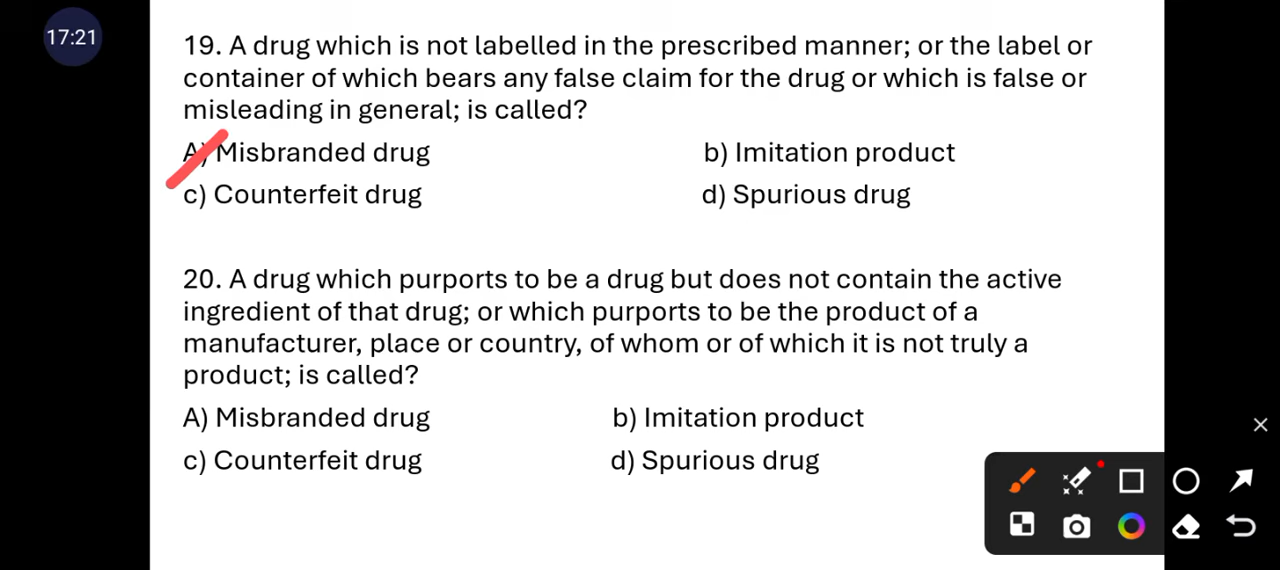 17:21
19. A drug which is not labelled in the prescribed manner; or the label or
container of which bears any false claim for the drug or which is false or
misleading in general; is called?
A) Misbranded drug b) Imitation product
c) Counterfeit drug d) Spurious drug
20. A drug which purports to be a drug but does not contain the active
ingredient of that drug; or which purports to be the product of a
manufacturer, place or country, of whom or of which it is not truly a
product; is called?
A) Misbranded drug b) Imitation product
c) Counterfeit drug d) Spurious drug